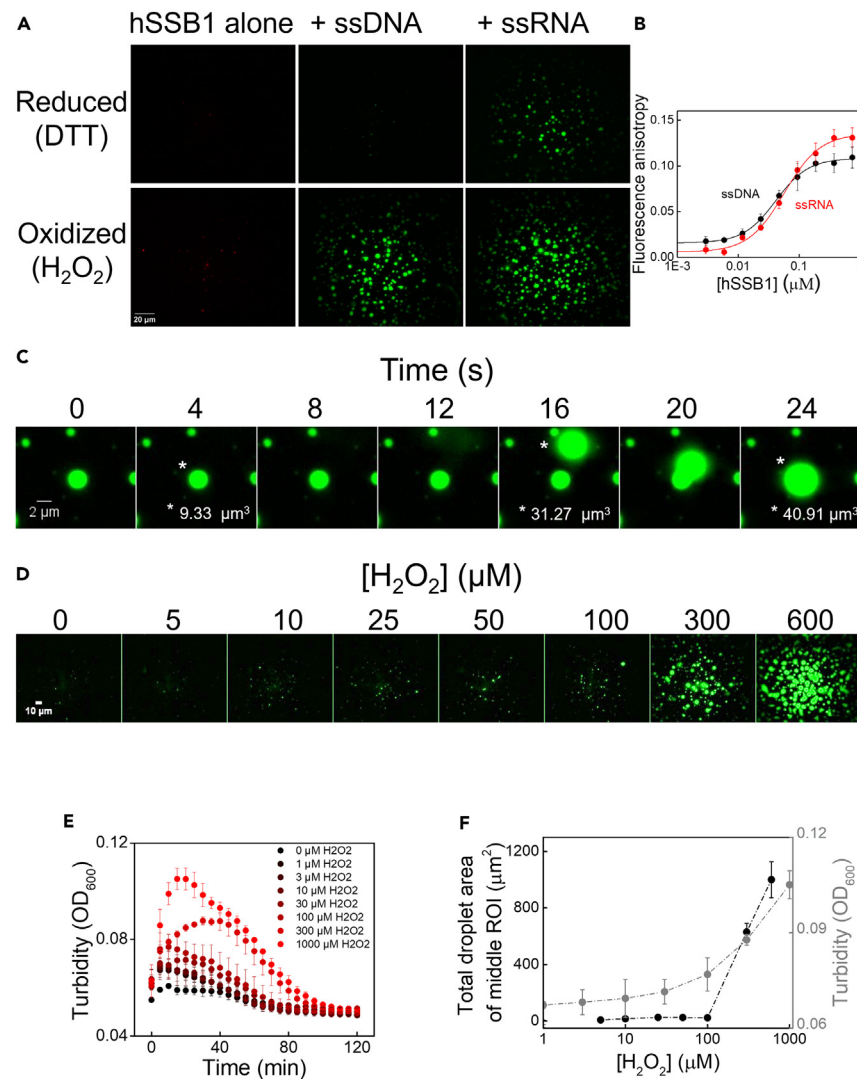 A
hSSB1 alone + ssDNA + ssRNA
Reduced
(DTT)
Oxidized
(H2O2)
20 µm
B
Fluorescence anisotropy
0.15
0.10
0.05
0.00
ssDNA
ssRNA
1E-3 0.01 0.1
[hSSB1] (µM)
C
Time (s)
0 4 8 12 16 20 24
* * *
2 µm
* 9.33 µm³ * 31.27 µm³ * 40.91 µm³
D
[H2O2] (µM)
0 5 10 25 50 100 300 600
10 µm
E
Turbidity (OD600)
0.12
0.08
0.04
0 µM H2O2
1 µM H2O2
3 µM H2O2
10 µM H2O2
30 µM H2O2
100 µM H2O2
300 µM H2O2
1000 µM H2O2
0 40 80 120
Time (min)
F
Total droplet area
of middle ROI (µm²)
1200
800
400
0
0.12
0.09
0.06
Turbidity (OD600)
1 10 100 1000
[H2O2] (µM)